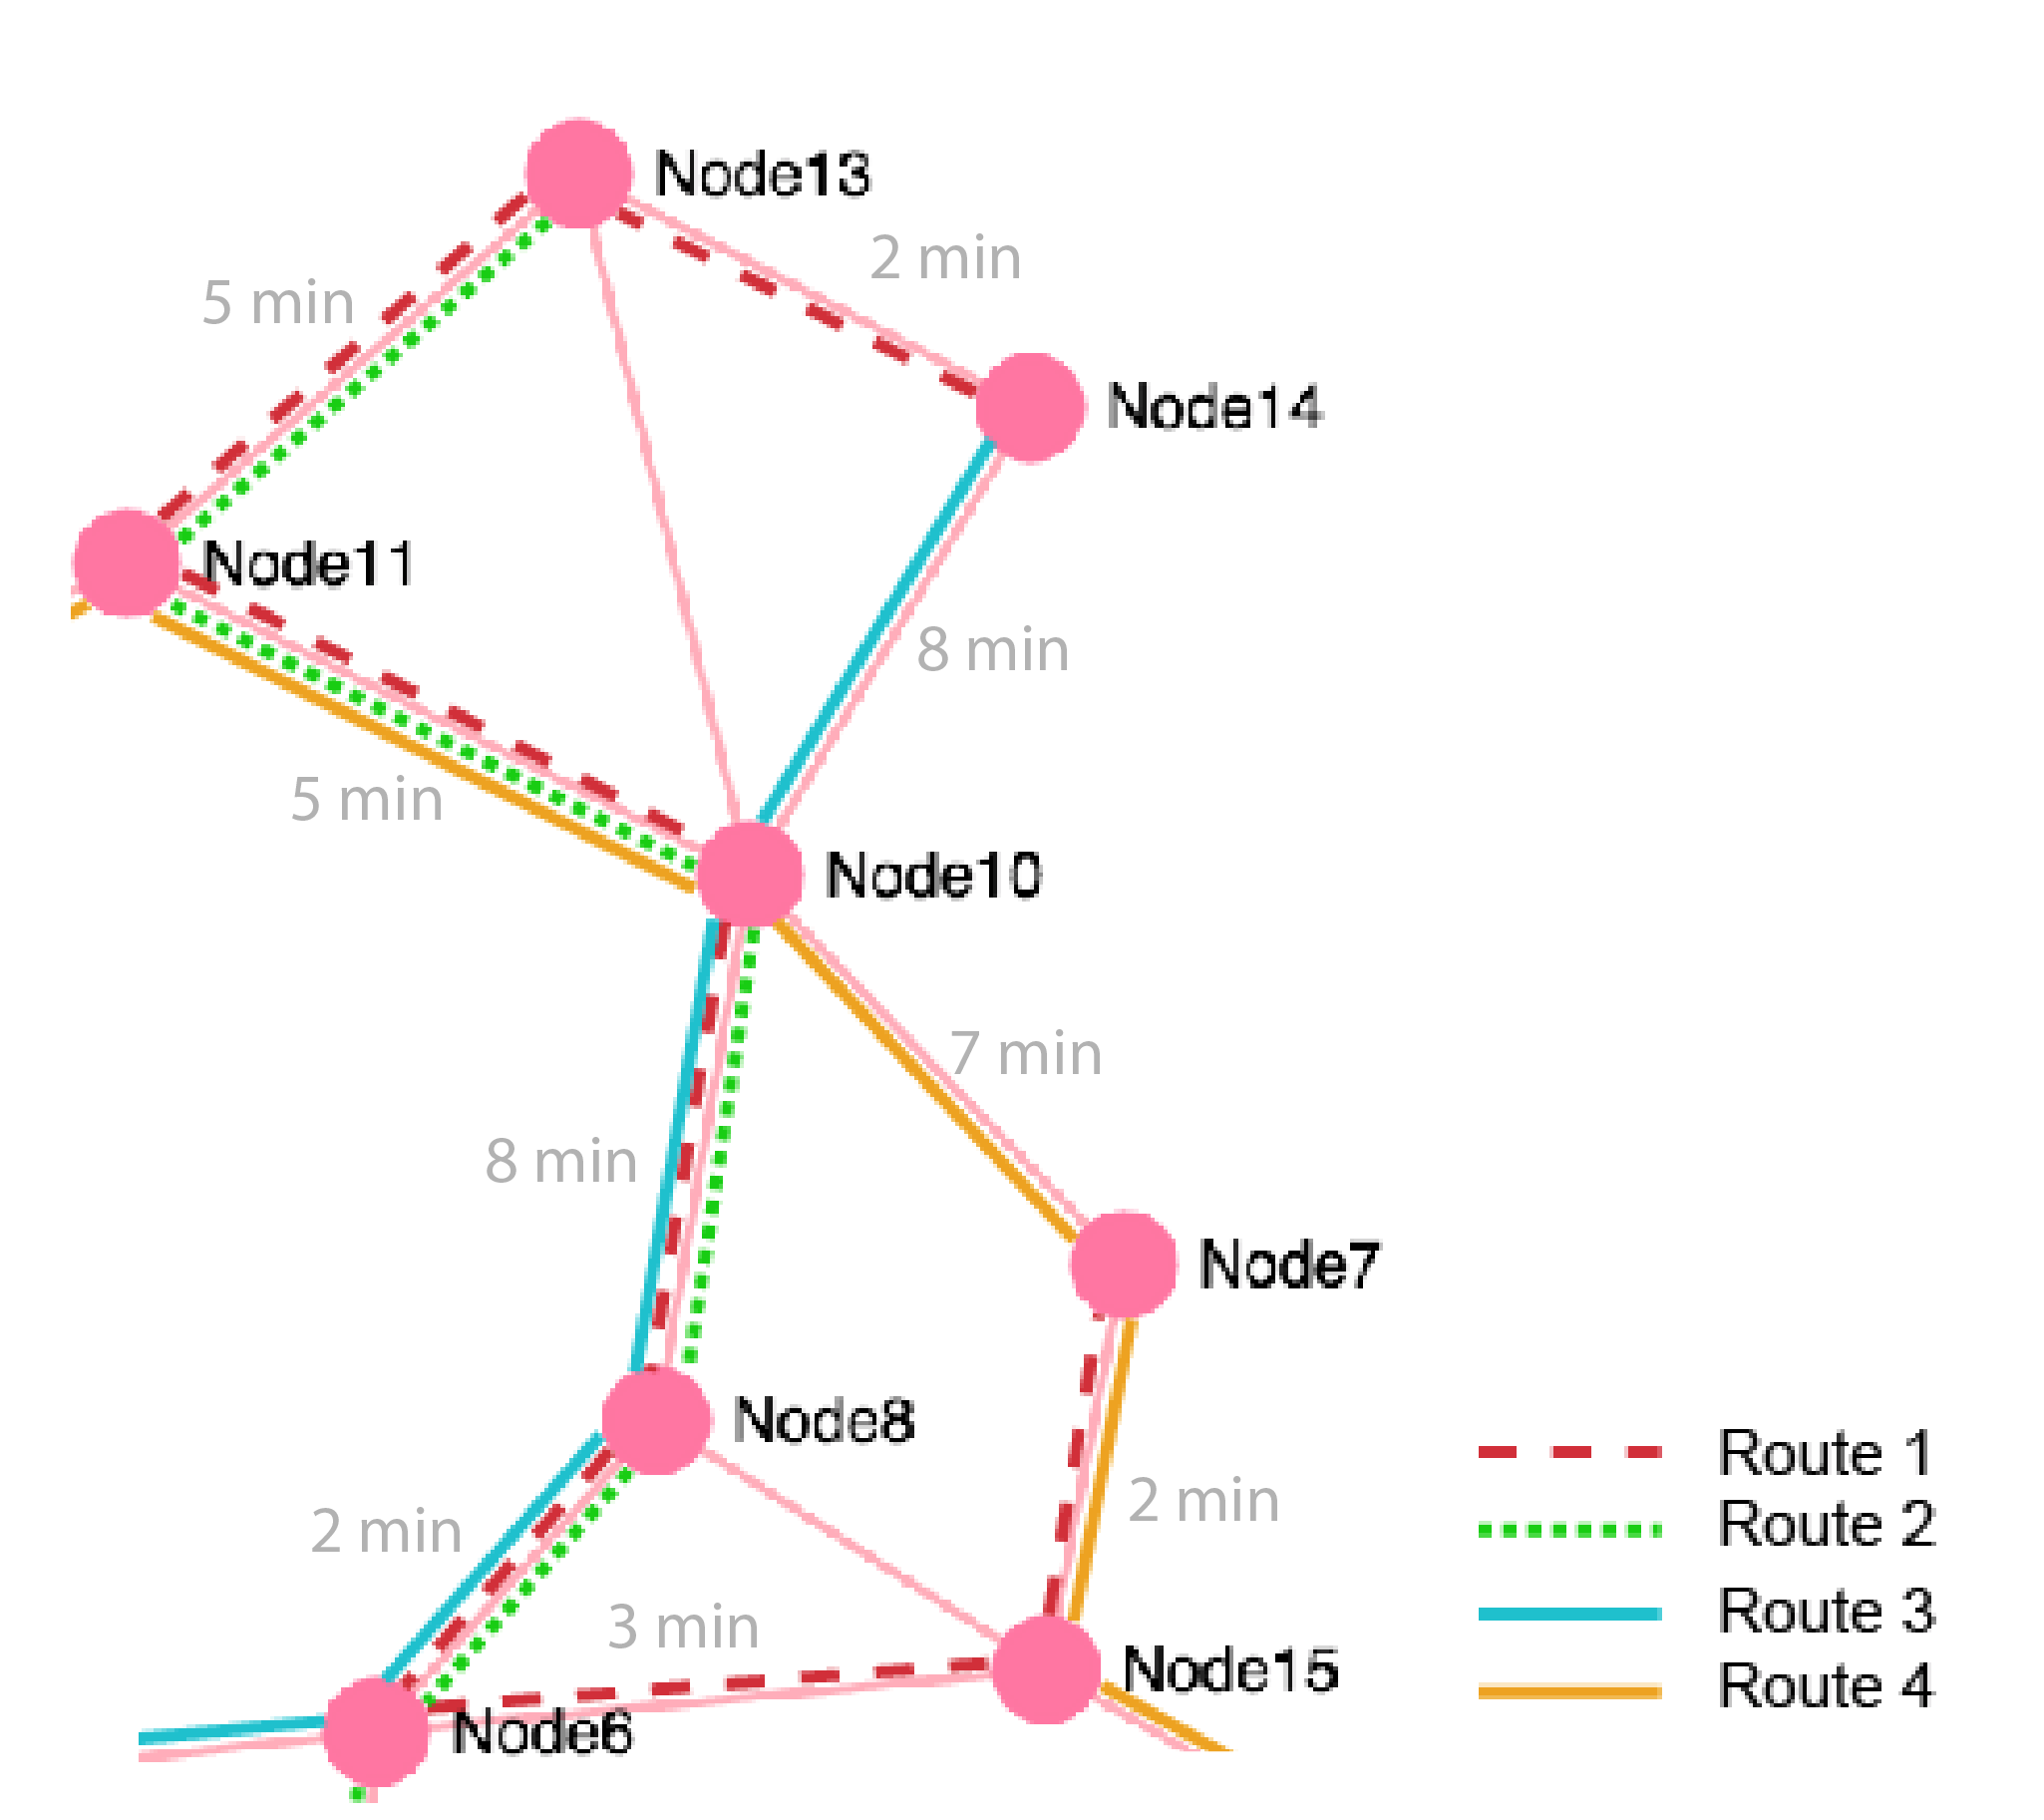 Node13
2 min
5 min
Node14
Node11
8 min
5 min
Node10
7 min
8 min
Node7
Node8
2 min
2 min
3 min
Node15
Node6
Route 1
Route 2
Route 3
Route 4